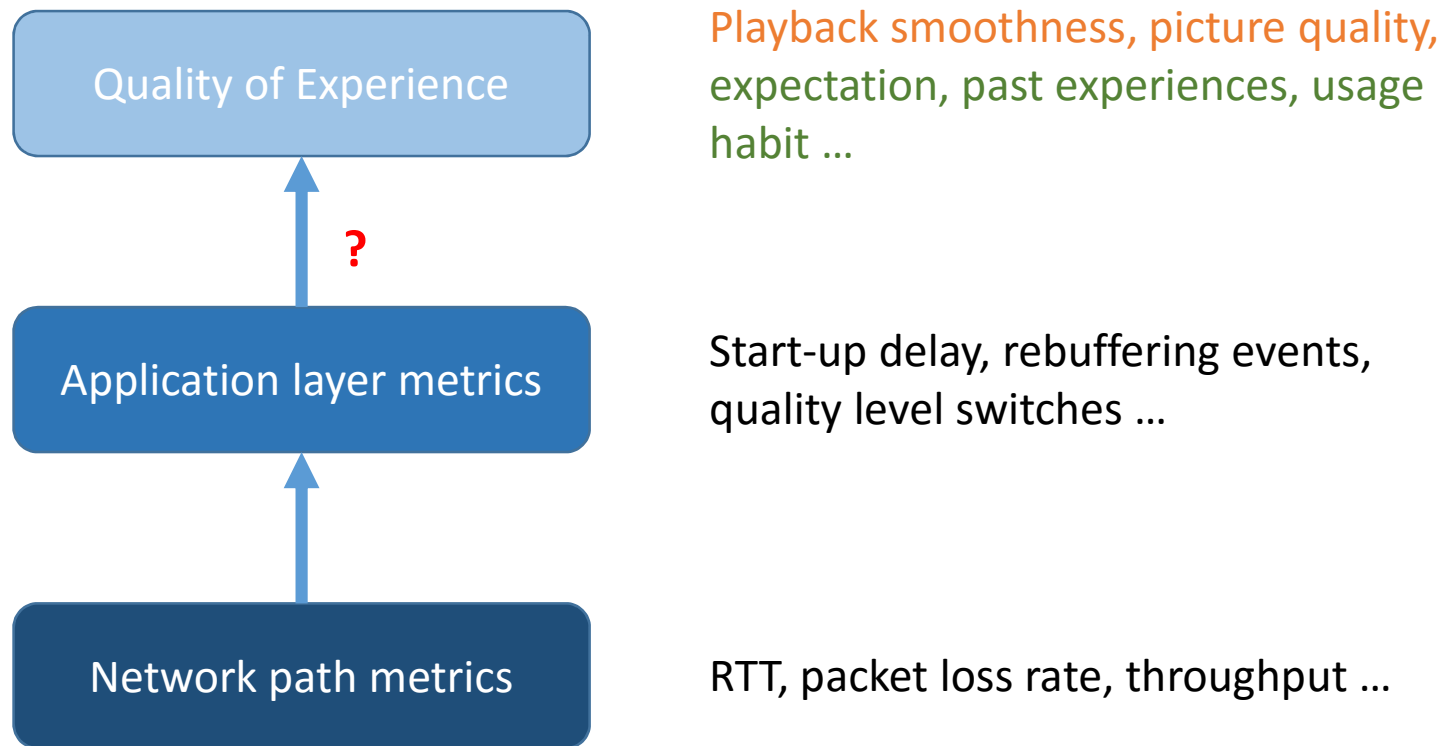 Quality of Experience
Playback smoothness, picture quality,
expectation, past experiences, usage
habit ...
?
Application layer metrics
Start-up delay, rebuffering events,
quality level switches ...
Network path metrics
RTT, packet loss rate, throughput ...